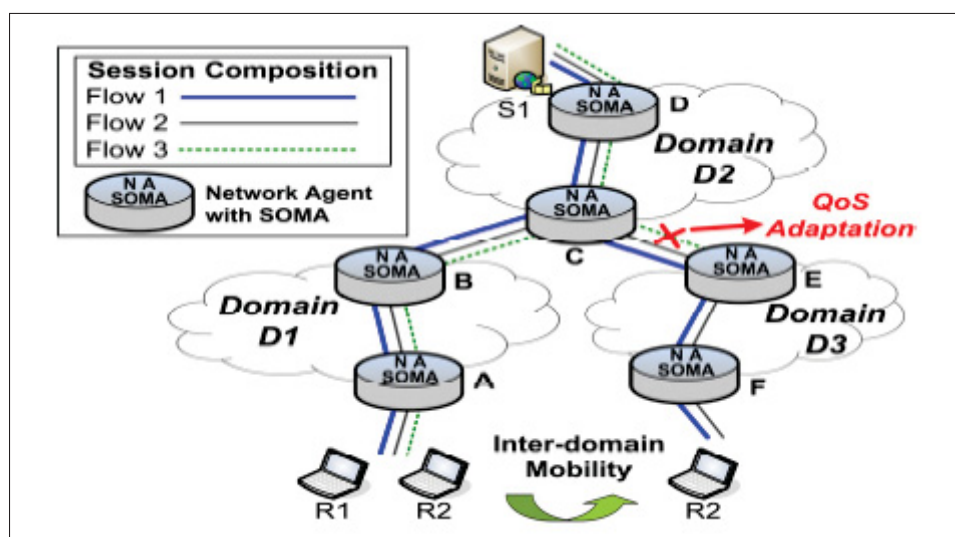 Session Composition
Flow 1
Flow 2
Flow 3
N A
SOMA
Network Agent
with SOMA
S1
N A
SOMA
D
Domain
D2
N A
SOMA
C
QoS
Adaptation
N A
SOMA
B
N A
SOMA
E
Domain
D1
Domain
D3
N A
SOMA
A
N A
SOMA
F
Inter-domain
Mobility
R1
R2
R2